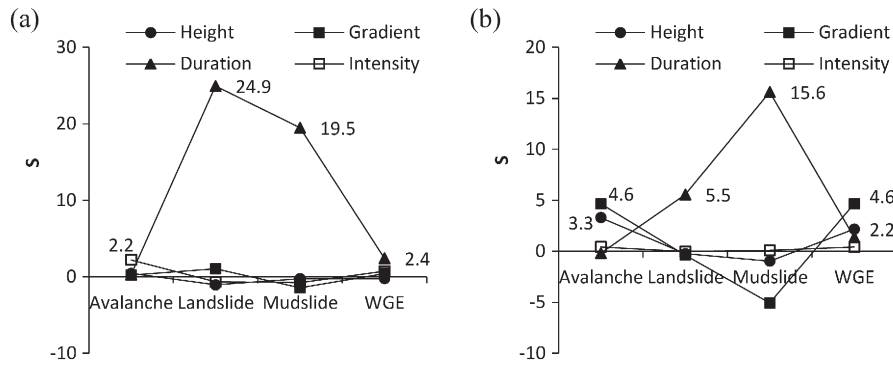 (a)
Height
Gradient
Duration
Intensity
30
20
10
0
-10
S
24.9
19.5
2.2
2.4
Avalanche Landslide Mudslide WGE
(b)
Height
Gradient
Duration
Intensity
20
15
10
5
0
-5
-10
S
15.6
4.6
5.5
4.6
3.3
2.2
Avalanche Landslide Mudslide WGE